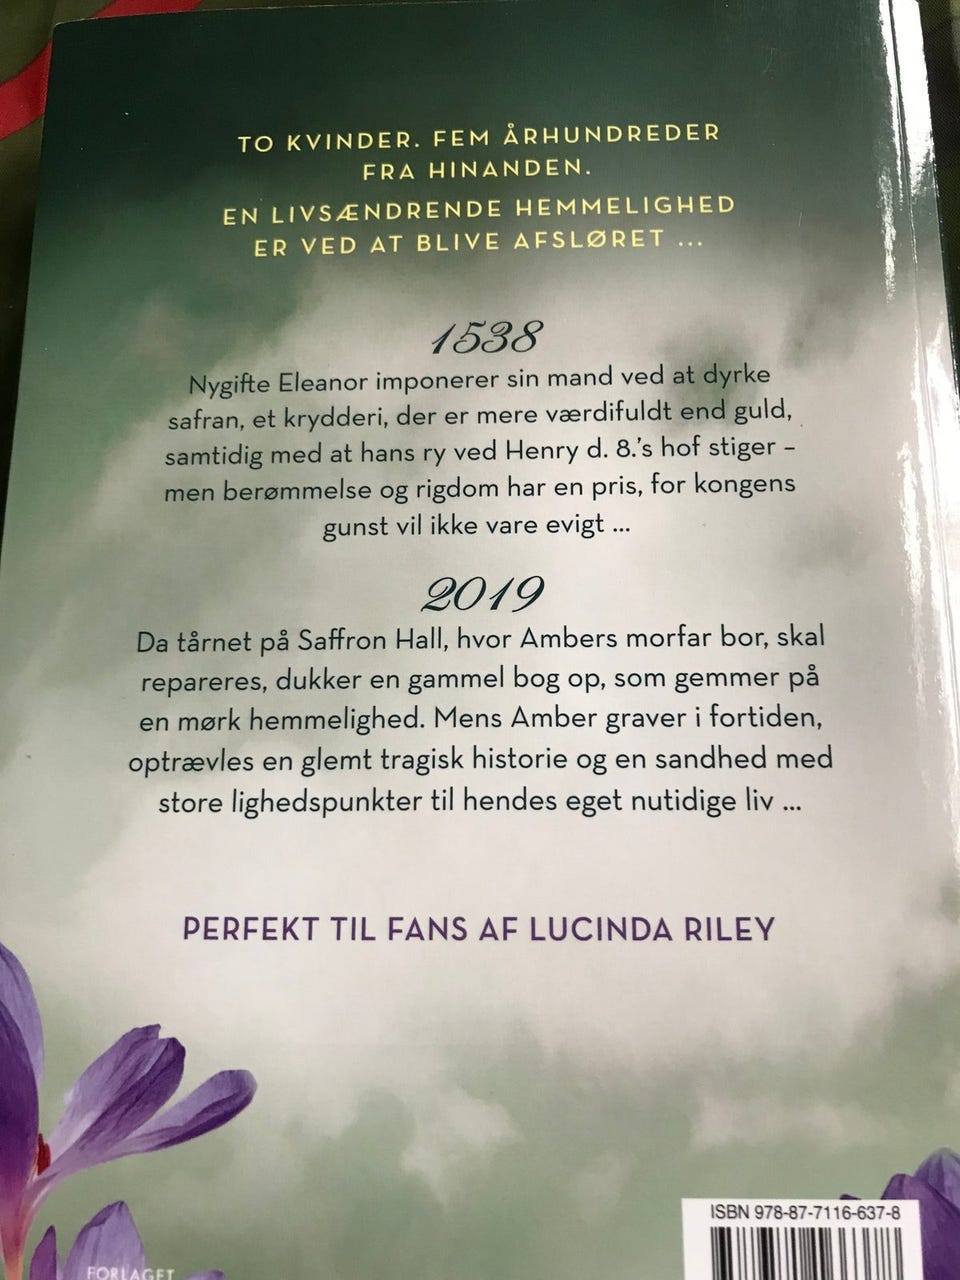 TO KVINDER. FEM ÅRHUNDREDER
FRA HINANDEN.
EN LIVSÆNDRENDE HEMMELIGHED
ER VED AT BLIVE AFSLØRET ...
1538
Nygifte Eleanor imponerer sin mand ved at dyrke
safran, et krydderi, der er mere værdifuldt end guld,
samtidig med at hans ry ved Henry d. 8.'s hof stiger –
men berømmelse og rigdom har en pris, for kongens
gunst vil ikke vare evigt ...
2019
Da tårnet på Saffron Hall, hvor Ambers morfar bor, skal
repareres, dukker en gammel bog op, som gemmer på
en mørk hemmelighed. Mens Amber graver i fortiden,
optrævles en glemt tragisk historie og en sandhed med
store lighedspunkter til hendes eget nutidige liv ...
PERFEKT TIL FANS AF LUCINDA RILEY
ISBN 978-87-7116-637-8
FORLAGET